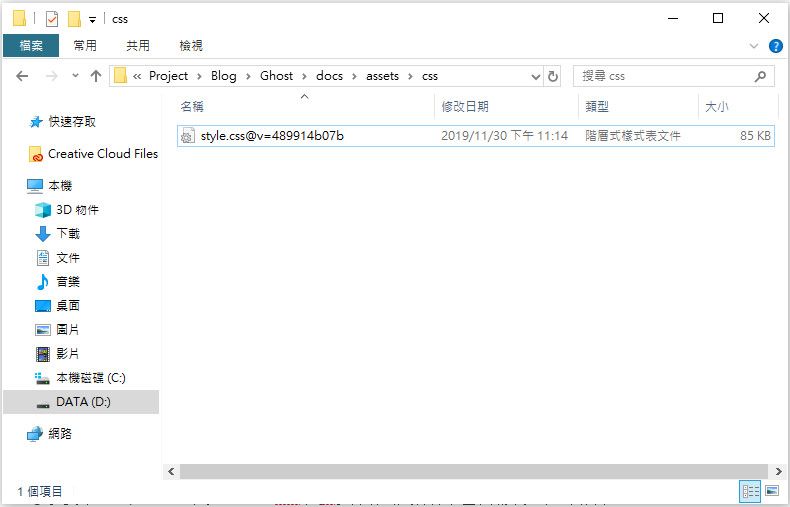 css
檔案 常用 共用 檢視
« Project › Blog › Ghost › docs › assets › css
搜尋 css
名稱 修改日期 類型 大小
style.css@v=489914b07b 2019/11/30 下午 11:14 階層式樣式表文件 85 KB
快速存取
Creative Cloud Files
本機
3D 物件
下載
文件
音樂
桌面
圖片
影片
本機磁碟 (C:)
DATA (D:)
網路
1 個項目